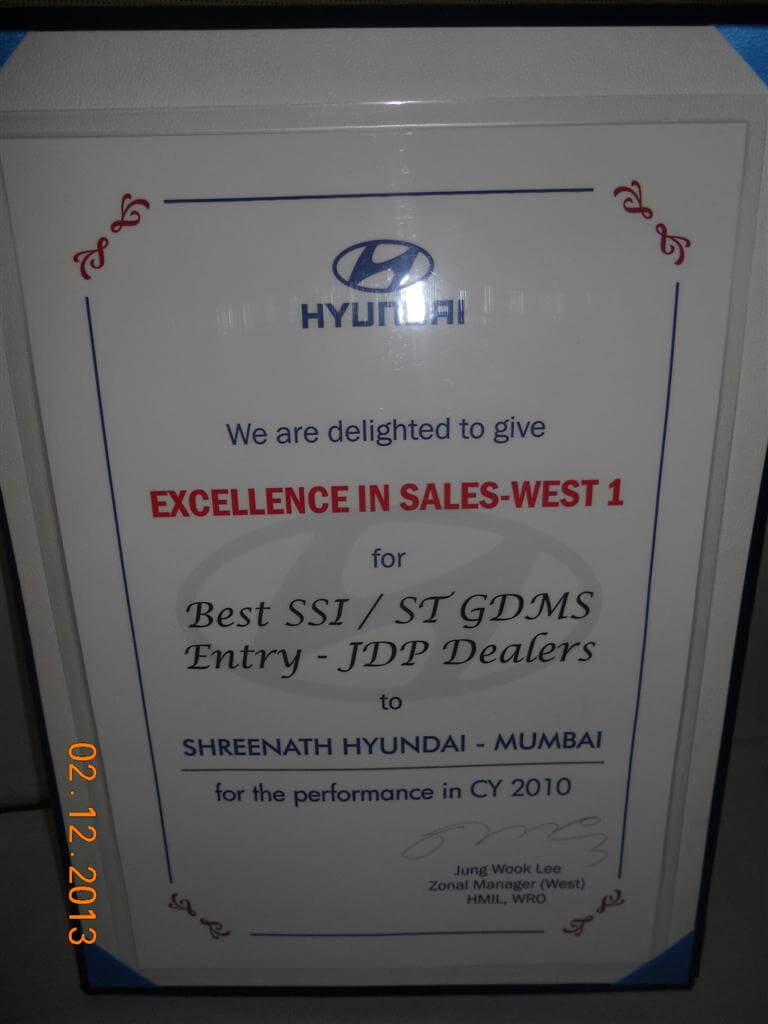 HYUNDAI
We are delighted to give
EXCELLENCE IN SALES-WEST 1
for
Best SSI / ST GDMS
Entry - JDP Dealers
to
SHREENATH HYUNDAI - MUMBAI
for the performance in CY 2010
Jung Wook Lee
Zonal Manager (West)
HMIL, WRO
02.12.2013